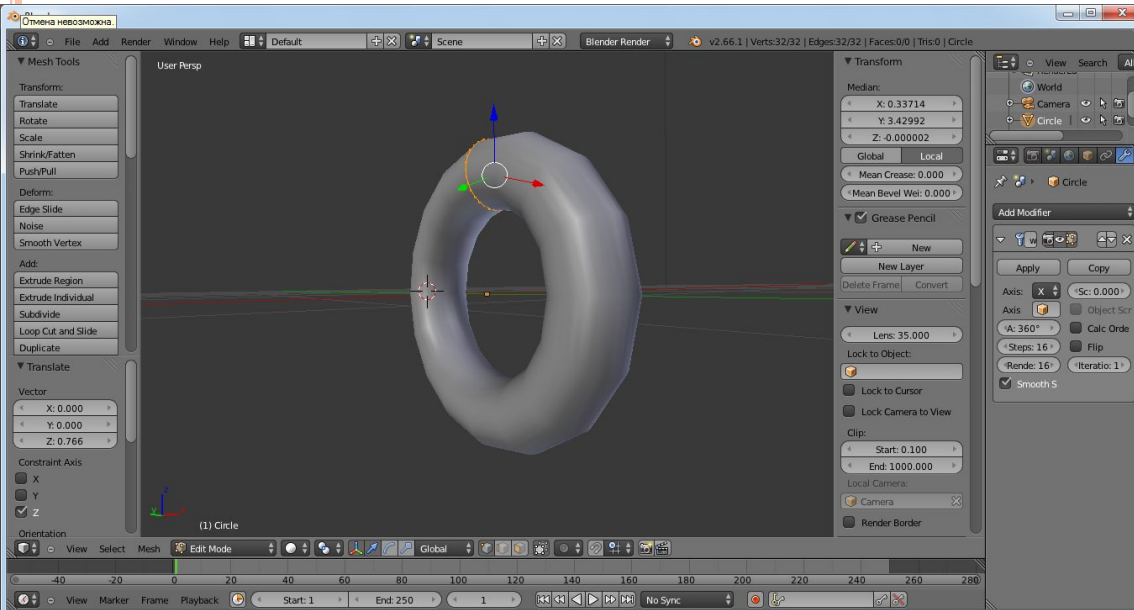 Отмена невозможна.
File Add Render Window Help Default Scene Blender Render v2.66.1 | Verts:32/32 | Edges:32/32 | Faces:0/0 | Tris:0 | Circle
Mesh Tools
Transform:
Translate
Rotate
Scale
Shrink/Fatten
Push/Pull
Deform:
Edge Slide
Noise
Smooth Vertex
Add:
Extrude Region
Extrude Individual
Subdivide
Loop Cut and Slide
Duplicate
Translate
Vector
X: 0.000
Y: 0.000
Z: 0.766
Constraint Axis
X
Y
Z
Orientation
User Persp
(1) Circle
Transform
Median:
X: 0.33714
Y: 3.42992
Z: -0.000002
Global Local
Mean Crease: 0.000
Mean Bevel Wei: 0.000
Grease Pencil
New
New Layer
Delete Frame Convert
View
Lens: 35.000
Lock to Object:
Lock to Cursor
Lock Camera to View
Clip:
Start: 0.100
End: 1000.000
Local Camera:
Camera
Render Border
View Search All
World
Camera
Circle
Circle
Add Modifier
Apply Copy
Axis: X Sc: 0.000
Axis Object Scr
A: 360° Calc Orde
Steps: 16 Flip
Rende: 16 Iteratio: 1
Smooth S
View Select Mesh Edit Mode Global
-40 -20 0 20 40 60 80 100 120 140 160 180 200 220 240 260 280
View Marker Frame Playback Start: 1 End: 250 1 No Sync